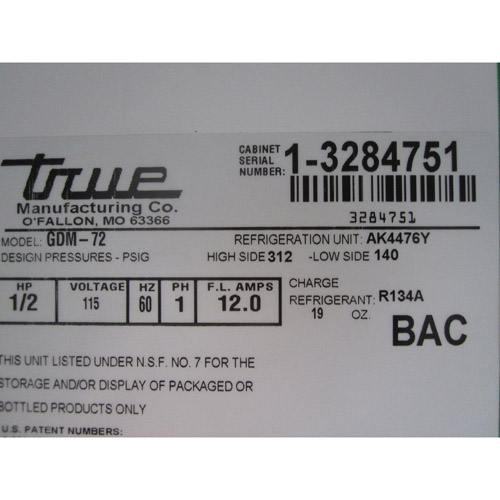 true
Manufacturing Co.
O'FALLON, MO 63366
CABINET
SERIAL
NUMBER: 1-3284751
3284751
MODEL: GDM-72
REFRIGERATION UNIT: AK4476Y
DESIGN PRESSURES - PSIG HIGH SIDE 312 -LOW SIDE 140
HP VOLTAGE HZ PH F.L. AMPS
1/2 115 60 1 12.0
CHARGE
REFRIGERANT: R134A
19 OZ.
BAC
THIS UNIT LISTED UNDER N.S.F. NO. 7 FOR THE
STORAGE AND/OR DISPLAY OF PACKAGED OR
BOTTLED PRODUCTS ONLY
U.S. PATENT NUMBERS: